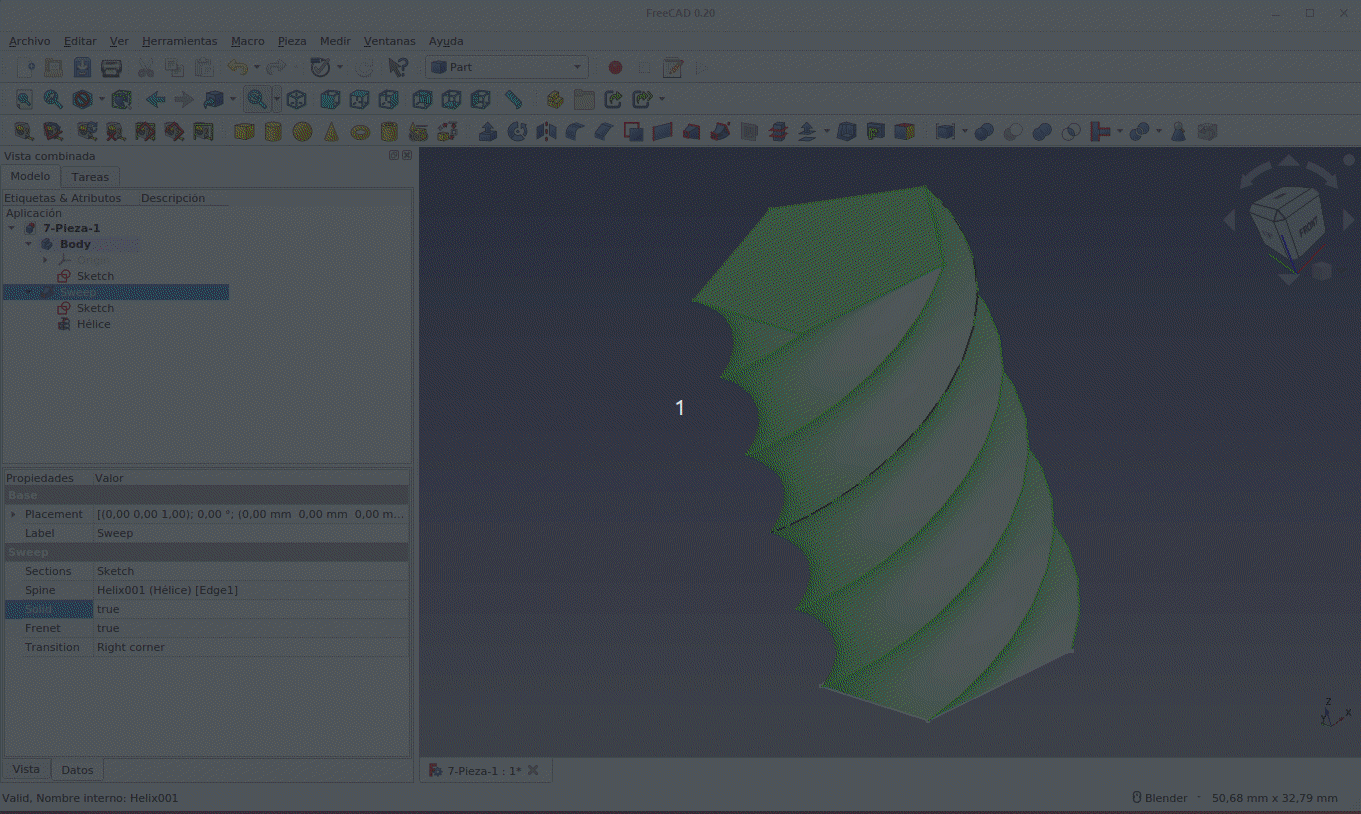 FreeCAD 0.20
Archivo Editar Ver Herramientas Macro Pieza Medir Ventanas Ayuda
Part
Vista combinada
Modelo Tareas
Etiquetas & Atributos Descripción
Aplicación
7-Pieza-1
Body
Origin
Sketch
Sweep
Sketch
Hélice
1
FRONT
Propiedades Valor
Base
Placement [(0,00 0.00 1,00); 0,00 °; (0,00 mm 0,00 mm 0,00 m...
Label Sweep
Sweep
Sections Sketch
Spine Helix001 (Hélice) [Edge1]
Solid true
Frenet true
Transition Right corner
Z
Y
X
Vista Datos
7-Pieza-1 : 1*
Valid, Nombre interno: Helix001
Blender
50,68 mm x 32,79 mm